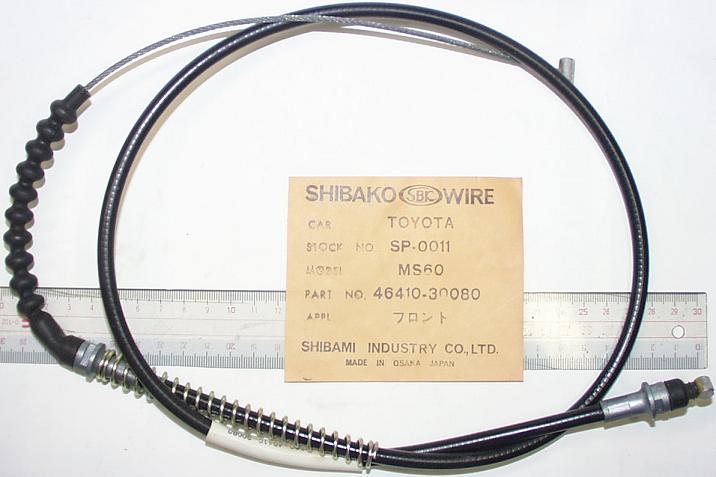 SHIBAKO SBK WIRE
CAR TOYOTA
STOCK NO SP-0011
MODEL MS60
PART NO. 46410-30080
APPL フロント
SHIBAMI INDUSTRY CO., LTD.
MADE IN OSAKA JAPAN